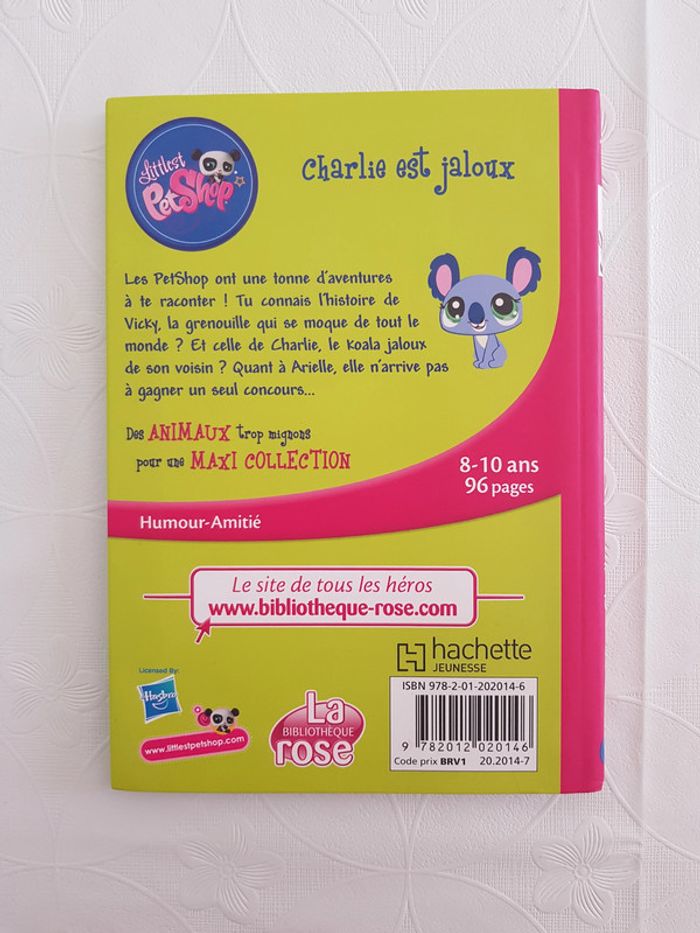 Littlest
PetShop
Charlie est jaloux
Les PetShop ont une tonne d'aventures
à te raconter ! Tu connais l'histoire de
Vicky, la grenouille qui se moque de tout le
monde ? Et celle de Charlie, le koala jaloux
de son voisin ? Quant à Arielle, elle n'arrive pas
à gagner un seul concours...
Des ANIMAUX trop mignons
pour une MAXI COLLECTION
8-10 ans
96 pages
Humour-Amitié
Le site de tous les héros
www.bibliotheque-rose.com
hachette
JEUNESSE
Licensed By:
Hasbro
www.littlestpetshop.com
La
BIBLIOTHÈQUE
rose
ISBN 978-2-01-202014-6
9 782012 020146
Code prix BRV1 20.2014-7